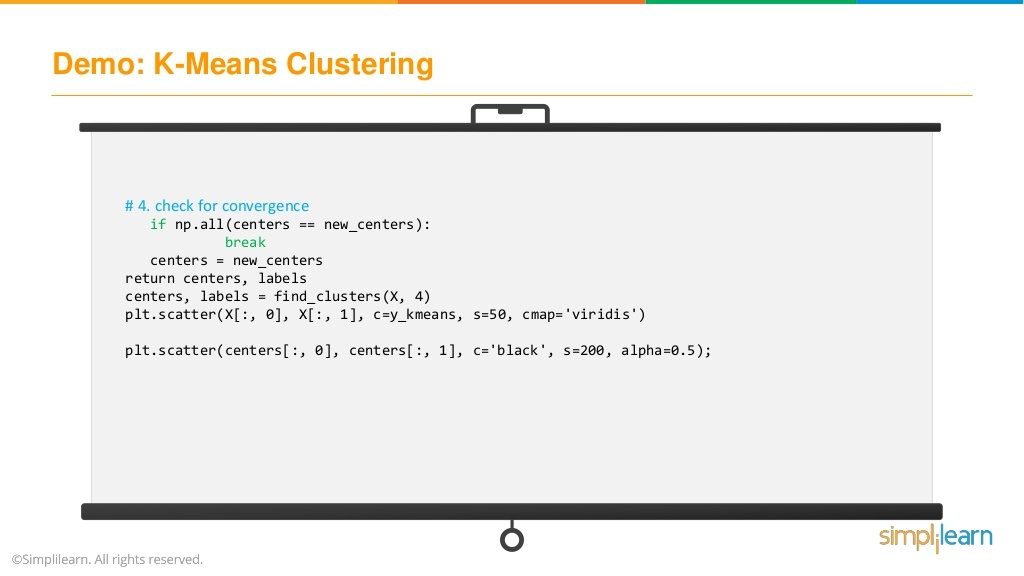 Demo: K-Means Clustering
# 4. check for convergence
if np.all(centers == new_centers):
break
centers = new_centers
return centers, labels
centers, labels = find_clusters(X, 4)
plt.scatter(X[:, 0], X[:, 1], c=y_kmeans, s=50, cmap='viridis')
plt.scatter(centers[:, 0], centers[:, 1], c='black', s=200, alpha=0.5);
simplilearn
©Simplilearn. All rights reserved.